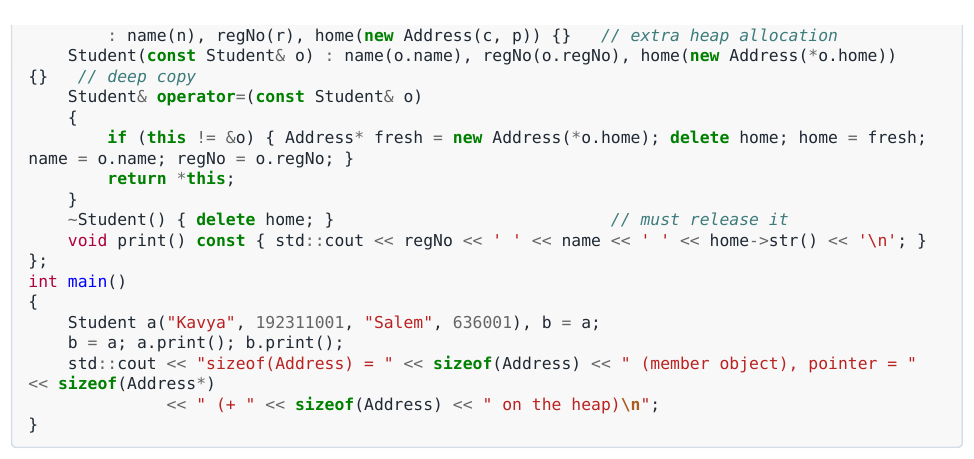 : name(n), regNo(r), home(new Address(c, p)) {}   // extra heap allocation
    Student(const Student& o) : name(o.name), regNo(o.regNo), home(new Address(*o.home))
{}   // deep copy
    Student& operator=(const Student& o)
    {
        if (this != &o) { Address* fresh = new Address(*o.home); delete home; home = fresh;
name = o.name; regNo = o.regNo; }
        return *this;
    }
    ~Student() { delete home; }                            // must release it
    void print() const { std::cout << regNo << ' ' << name << ' ' << home->str() << '\n'; }
};
int main()
{
    Student a("Kavya", 192311001, "Salem", 636001), b = a;
    b = a; a.print(); b.print();
    std::cout << "sizeof(Address) = " << sizeof(Address) << " (member object), pointer = "
<< sizeof(Address*)
              << " (+ " << sizeof(Address) << " on the heap)\n";
}